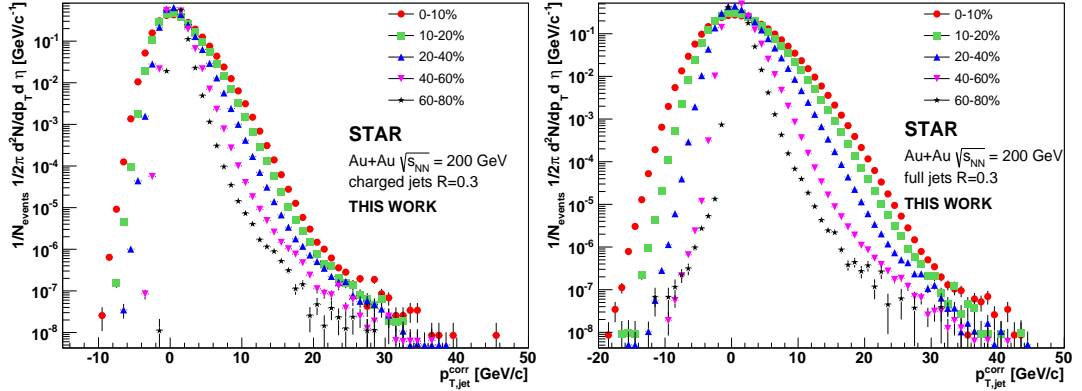 1/N_events 1/2π d²N/dp_T d η [GeV/c]⁻¹
10⁻¹
10⁻²
10⁻³
10⁻⁴
10⁻⁵
10⁻⁶
10⁻⁷
10⁻⁸
0-10%
10-20%
20-40%
40-60%
60-80%
STAR
Au+Au √s_NN = 200 GeV
charged jets R=0.3
THIS WORK
-10 0 10 20 30 40 50
p_T,jet^corr [GeV/c]
1/N_events 1/2π d²N/dp_T d η [GeV/c]⁻¹
10⁻¹
10⁻²
10⁻³
10⁻⁴
10⁻⁵
10⁻⁶
10⁻⁷
10⁻⁸
0-10%
10-20%
20-40%
40-60%
60-80%
STAR
Au+Au √s_NN = 200 GeV
full jets R=0.3
THIS WORK
-20 -10 0 10 20 30 40 50
p_T,jet^corr [GeV/c]